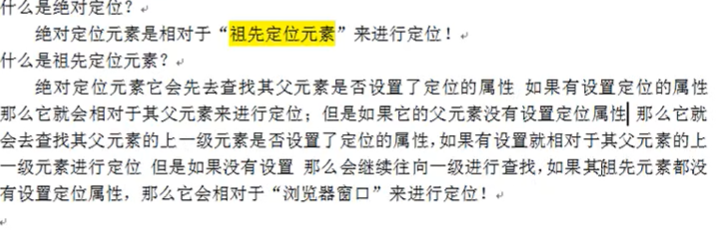 什么是绝对定位？
绝对定位元素是相对于“祖先定位元素”来进行定位！
什么是祖先定位元素？
绝对定位元素它会先去查找其父元素是否设置了定位的属性 如果有设置定位的属性
那么它就会相对于其父元素来进行定位；但是如果它的父元素没有设置定位属性 那么它就
会去查找其父元素的上一级元素是否设置了定位的属性，如果有设置就相对于其父元素的上
一级元素进行定位 但是如果没有设置 那么会继续往向一级进行查找，如果其祖先元素都没
有设置定位属性，那么它会相对于“浏览器窗口”来进行定位！